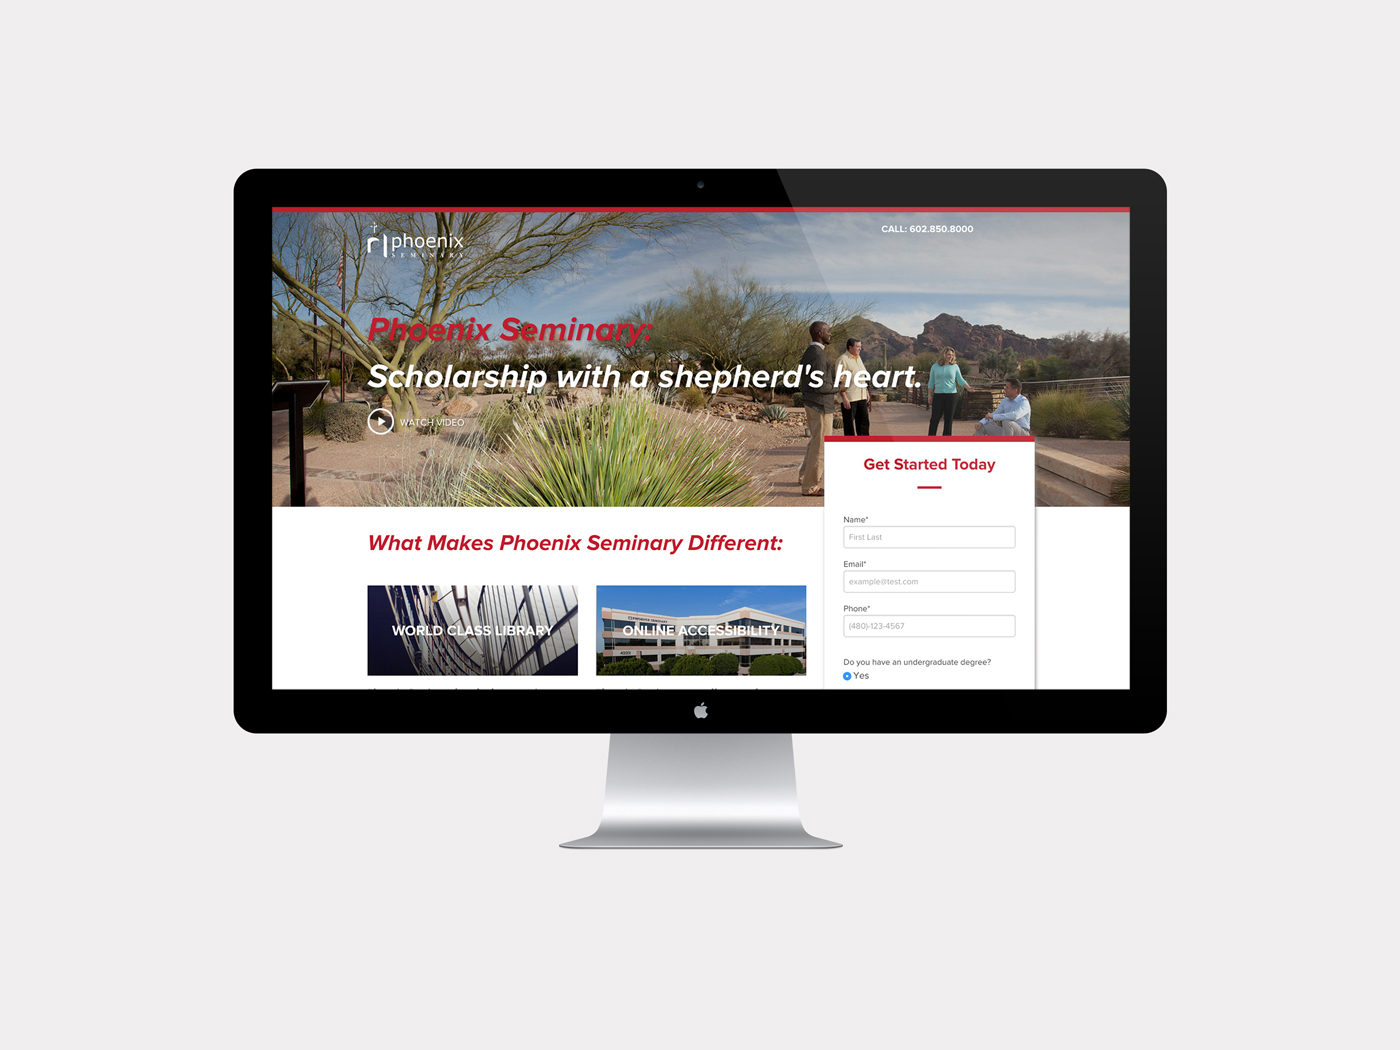 phoenix
SEMINARY
CALL: 602.850.8000
Phoenix Seminary:
Scholarship with a shepherd's heart.
WATCH VIDEO
Get Started Today
Name*
First Last
Email*
example@test.com
Phone*
(480)-123-4567
Do you have an undergraduate degree?
Yes
What Makes Phoenix Seminary Different:
WORLD CLASS LIBRARY
ONLINE ACCESSIBILITY